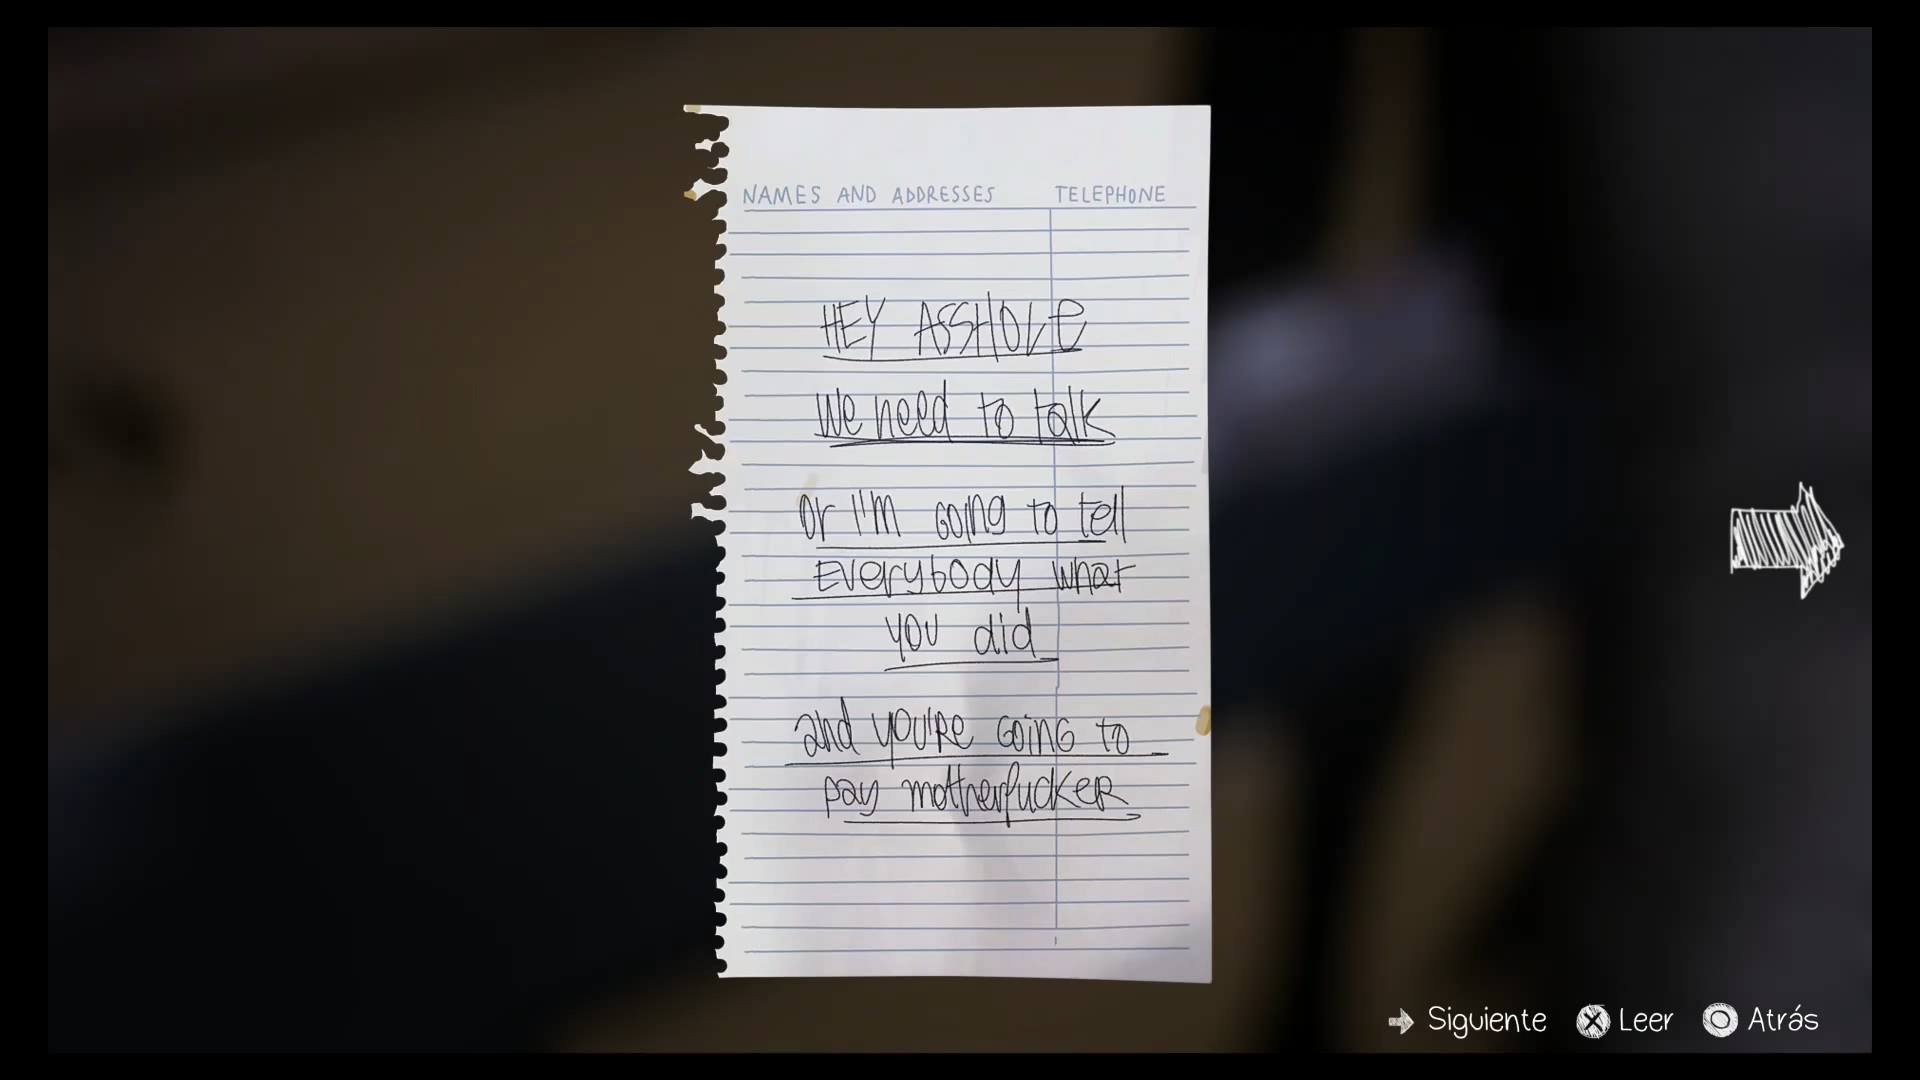 NAMES AND ADDRESSES TELEPHONE
HEY ASSHOLE
We need to talk
Or I'm going to tell
Everybody what
you did
and you're going to
pay motherfucker
Siguiente Leer Atrás